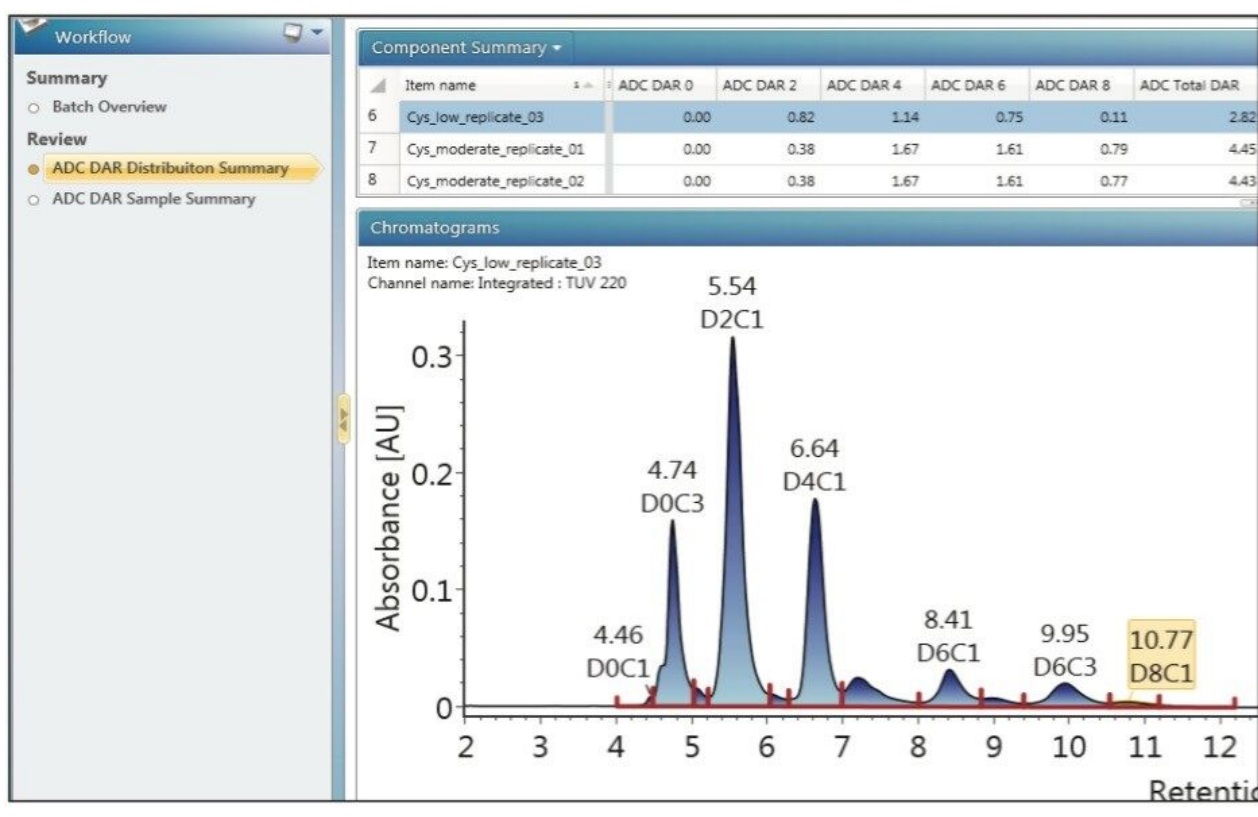 Workflow
Summary
Batch Overview
Review
ADC DAR Distribuiton Summary
ADC DAR Sample Summary
Component Summary
Item name ADC DAR 0 ADC DAR 2 ADC DAR 4 ADC DAR 6 ADC DAR 8 ADC Total DAR
6 Cys_low_replicate_03 0.00 0.82 1.14 0.75 0.11 2.82
7 Cys_moderate_replicate_01 0.00 0.38 1.67 1.61 0.79 4.45
8 Cys_moderate_replicate_02 0.00 0.38 1.67 1.61 0.77 4.43
Chromatograms
Item name: Cys_low_replicate_03
Channel name: Integrated : TUV 220
5.54
D2C1
0.3
Absorbance [AU]
6.64
D4C1
4.74
D0C3
0.2
0.1
4.46
D0C1
8.41
D6C1
9.95
D6C3
10.77
D8C1
0
2 3 4 5 6 7 8 9 10 11 12
Retentic